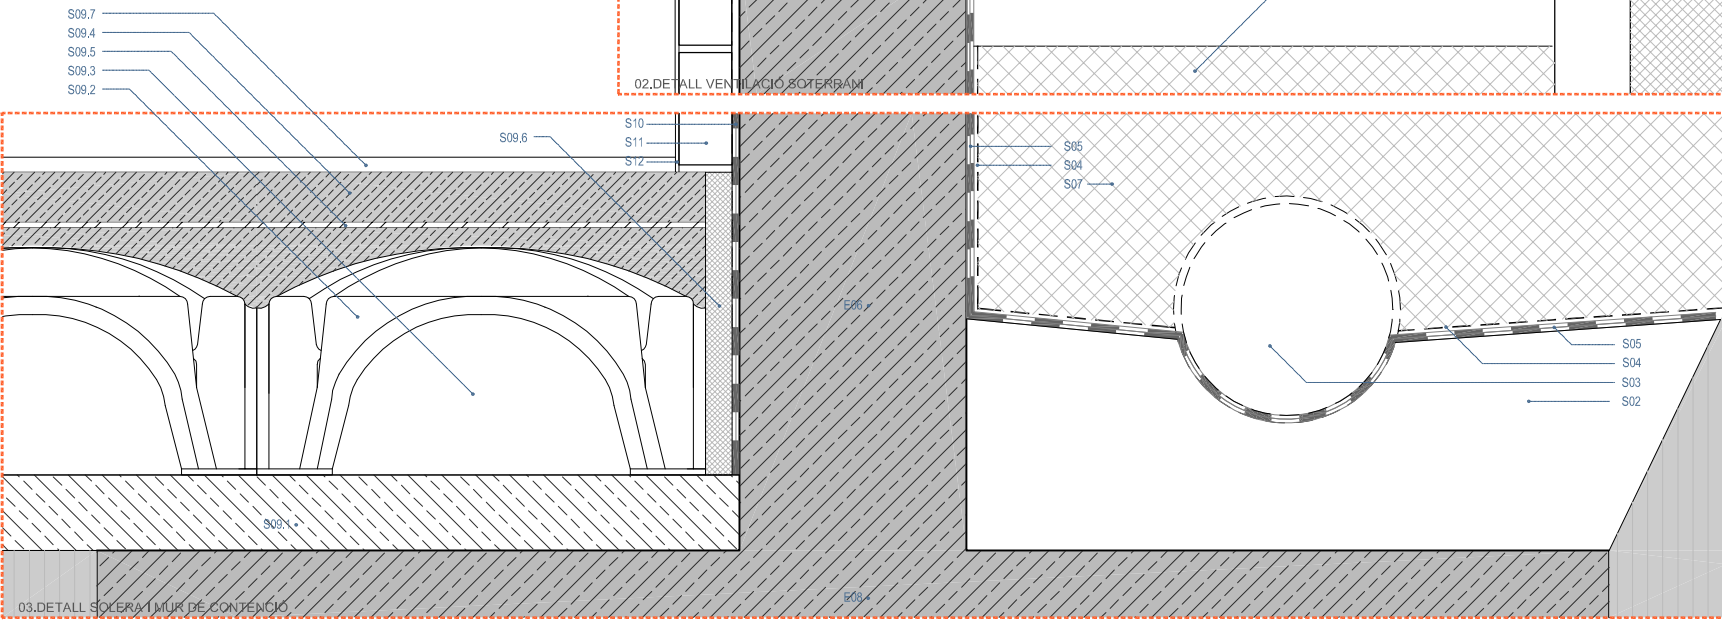 S09.7
S09.4
S09.5
S09.3
S09.2
02.DETALL VENTILACIÓ SOTERRANI
S10
S09.6
S11
S12
S05
S04
S07
E06
S05
S04
S03
S02
S09.1
E08
03.DETALL SOLERA I MUR DE CONTENCIÓ